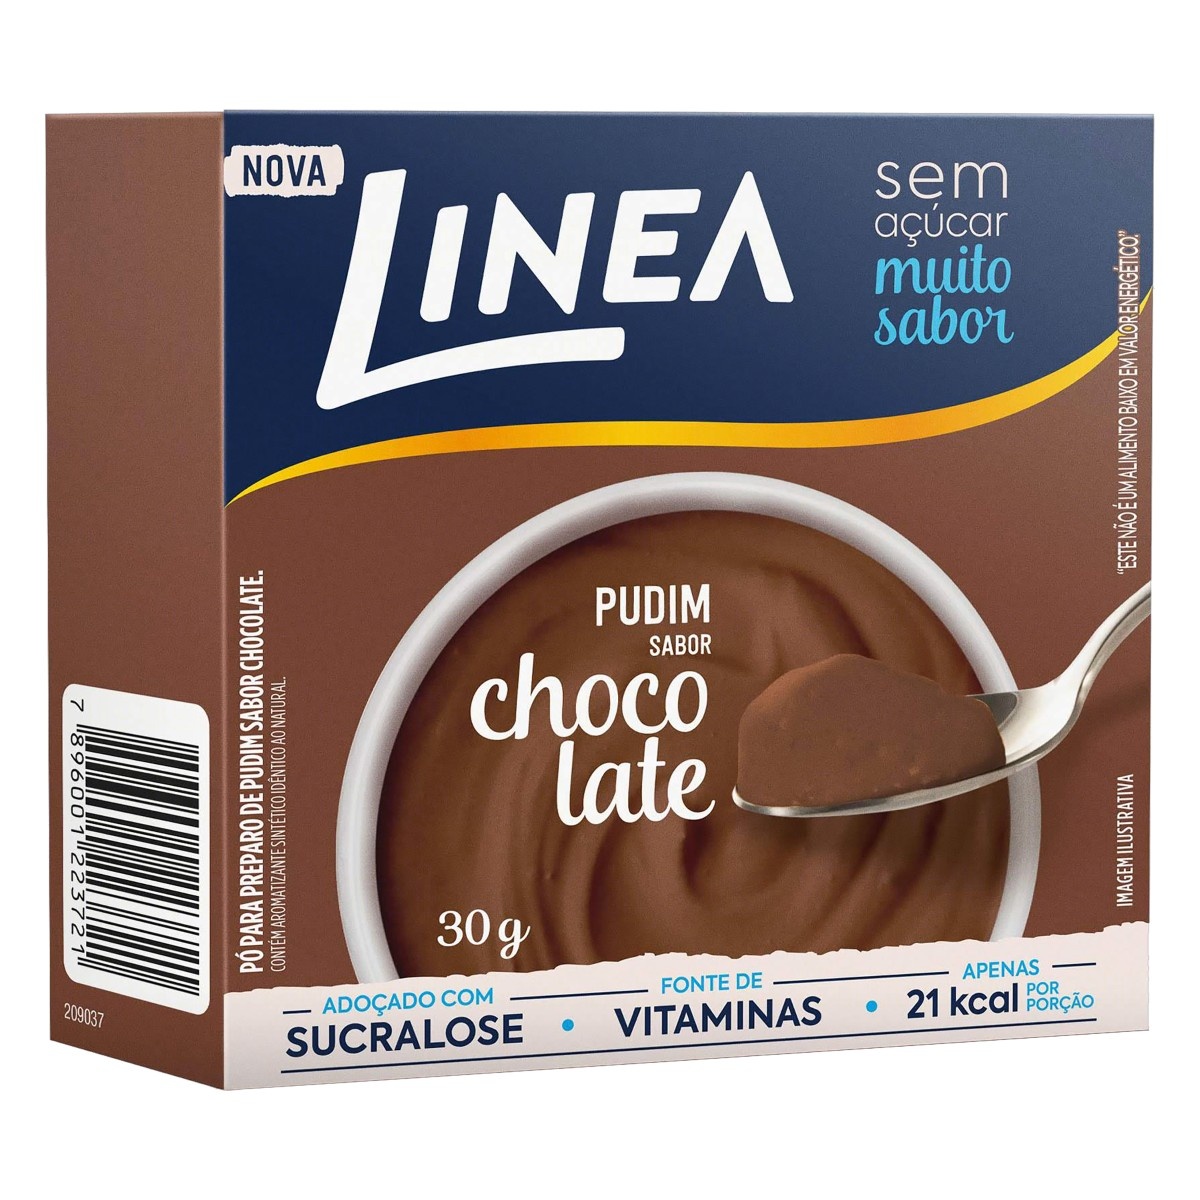 NOVA
LINEA
sem
açúcar
muito
sabor
"ESTE NÃO É UM ALIMENTO BAIXO EM VALOR ENERGÉTICO."
PUDIM
SABOR
choco
late
30 g
PÓ PARA PREPARO DE PUDIM SABOR CHOCOLATE.
CONTÉM AROMATIZANTE SINTÉTICO IDÊNTICO AO NATURAL.
IMAGEM ILUSTRATIVA
ADOÇADO COM
SUCRALOSE
•
FONTE DE
VITAMINAS
•
APENAS
21 kcal POR PORÇÃO
7 896001 223721
209037